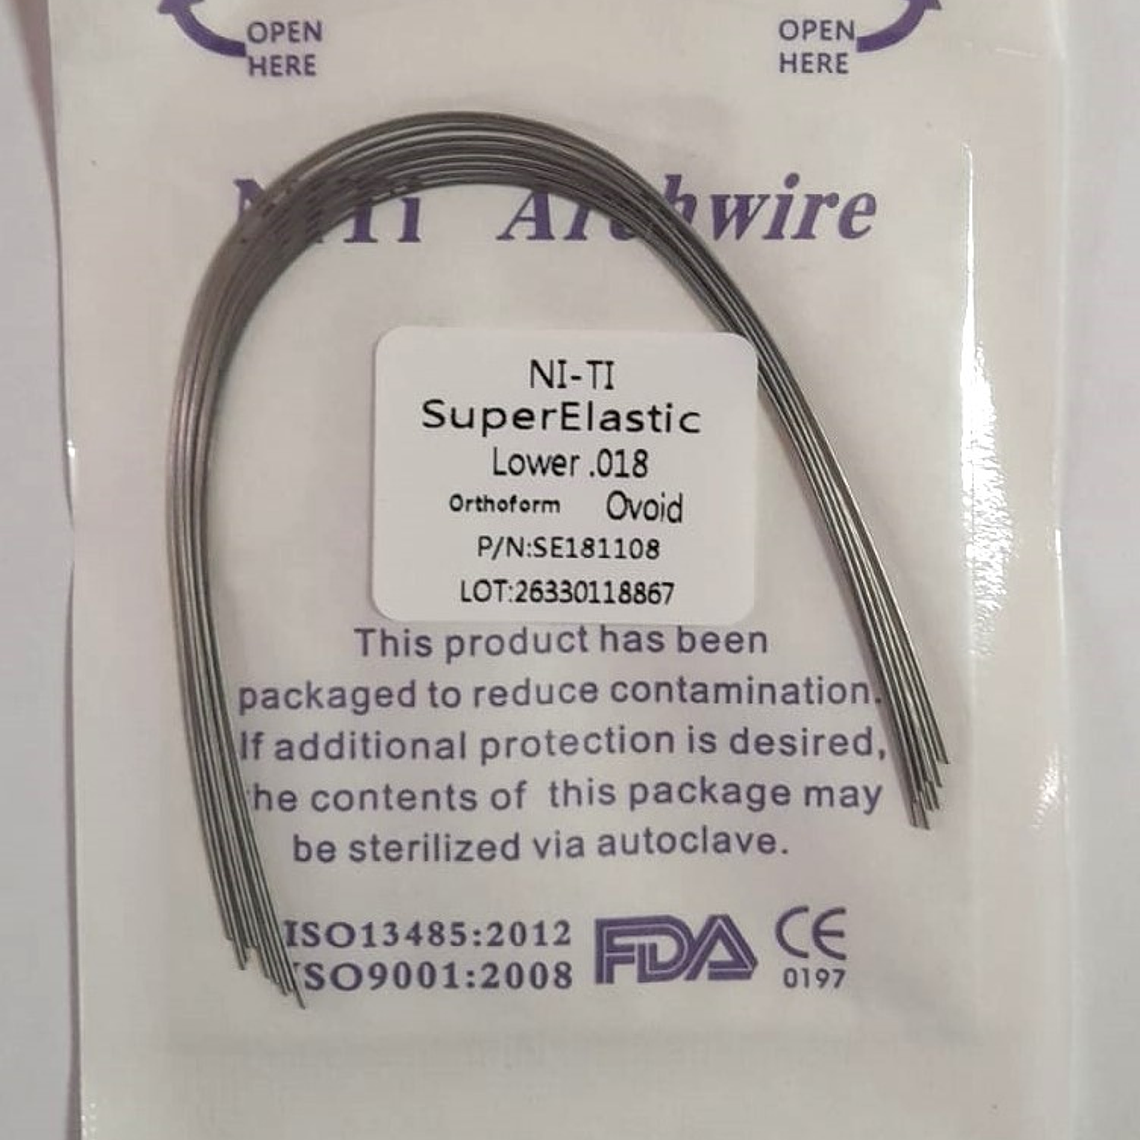 OPEN HERE
OPEN HERE
NiTi Archwire
NI-TI
SuperElastic
Lower .018
Orthoform Ovoid
P/N:SE181108
LOT:26330118867
This product has been
packaged to reduce contamination.
If additional protection is desired,
the contents of this package may
be sterilized via autoclave.
ISO13485:2012
ISO9001:2008
FDA
CE
0197